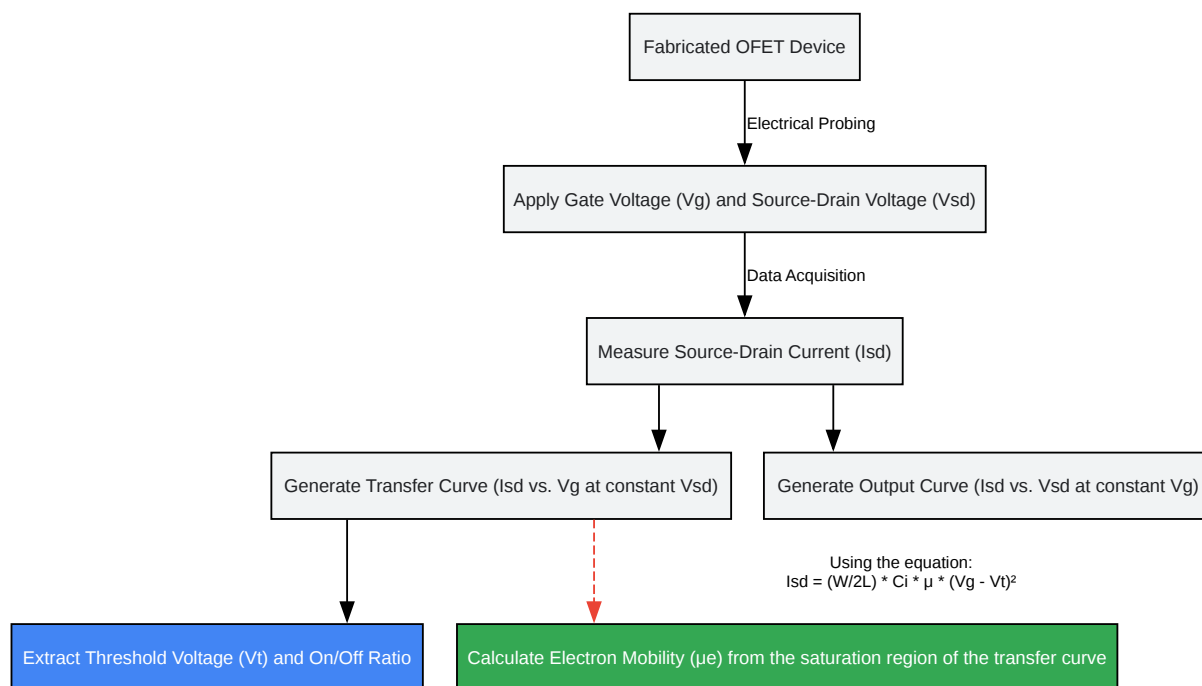 Fabricated OFET Device
Electrical Probing
Apply Gate Voltage (Vg) and Source-Drain Voltage (Vsd)
Data Acquisition
Measure Source-Drain Current (Isd)
Generate Transfer Curve (Isd vs. Vg at constant Vsd)
Generate Output Curve (Isd vs. Vsd at constant Vg)
Using the equation:
Isd = (W/2L) * Ci * μ * (Vg - Vt)²
Extract Threshold Voltage (Vt) and On/Off Ratio
Calculate Electron Mobility (μe) from the saturation region of the transfer curve